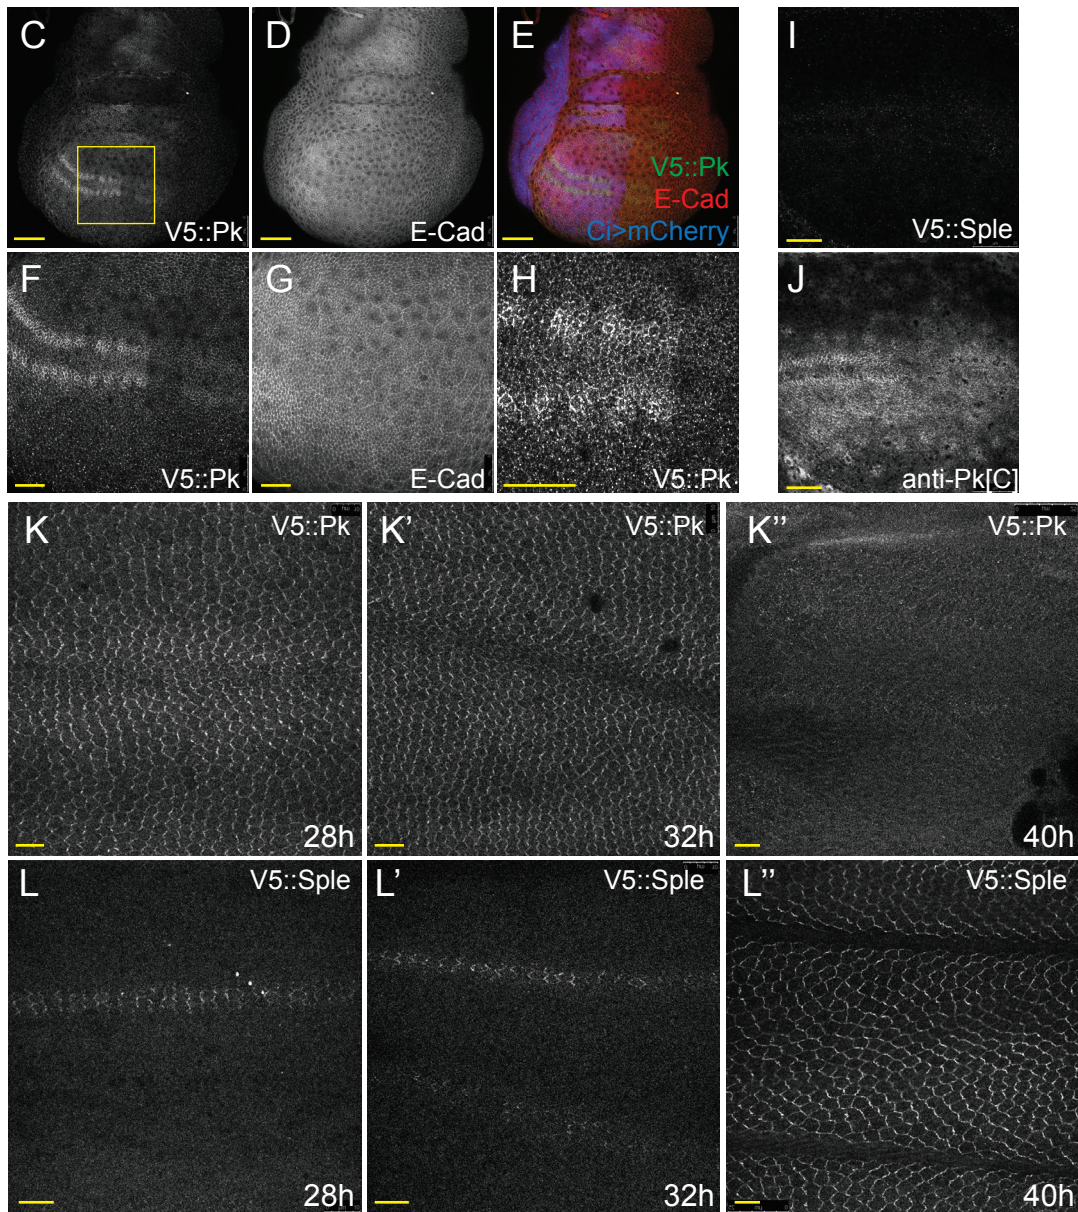 C
V5::Pk
D
E-Cad
E
V5::Pk
E-Cad
Ci>mCherry
I
V5::Sple
F
V5::Pk
G
E-Cad
H
V5::Pk
J
anti-Pk[C]
K
V5::Pk
28h
K'
V5::Pk
32h
K''
V5::Pk
40h
L
V5::Sple
28h
L'
V5::Sple
32h
L''
V5::Sple
40h